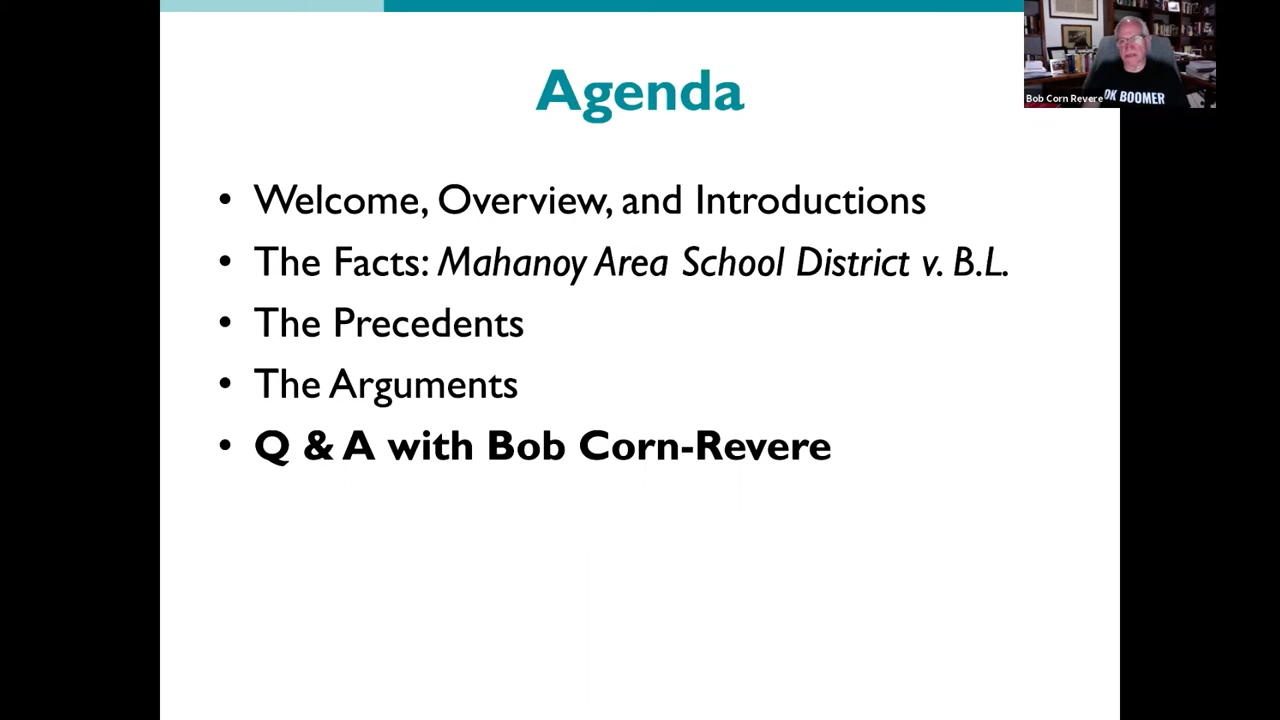 Agenda
• Welcome, Overview, and Introductions
• The Facts: Mahanoy Area School District v. B.L.
• The Precedents
• The Arguments
• Q & A with Bob Corn-Revere
OK BOOMER
Bob Corn Revere